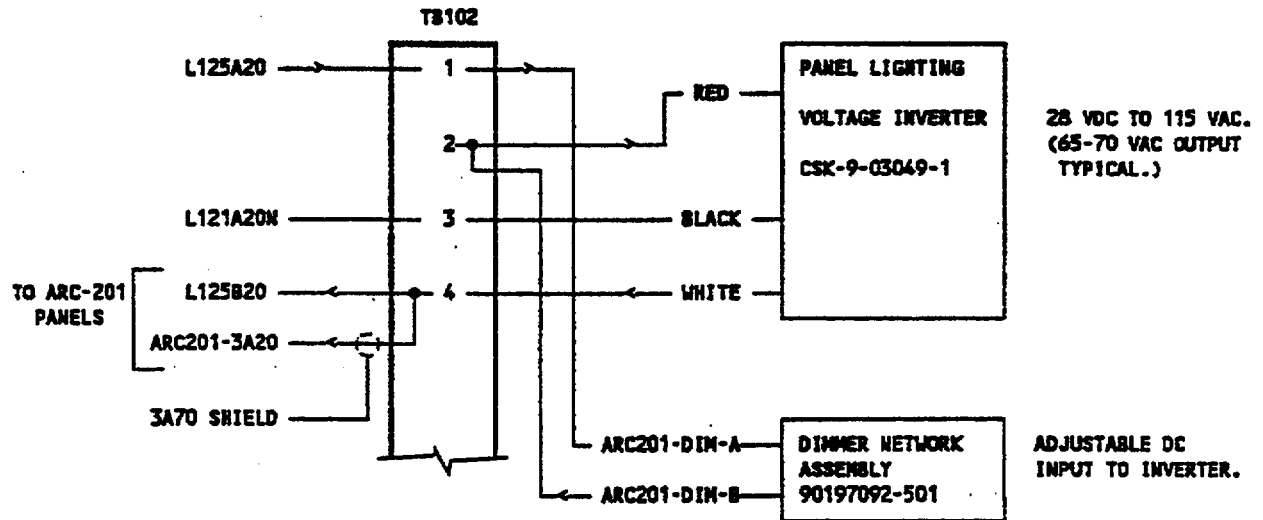 TB102
L125A20
1
2
L121A20N
3
TO ARC-201
PANELS
L125B20
4
ARC201-3A20
3A70 SHIELD
RED
BLACK
WHITE
PANEL LIGHTING
VOLTAGE INVERTER
CSK-9-03049-1
28 VDC TO 115 VAC.
(65-70 VAC OUTPUT
TYPICAL.)
ARC201-DIM-A
ARC201-DIM-B
DIMMER NETWORK
ASSEMBLY
90197092-501
ADJUSTABLE DC
INPUT TO INVERTER.